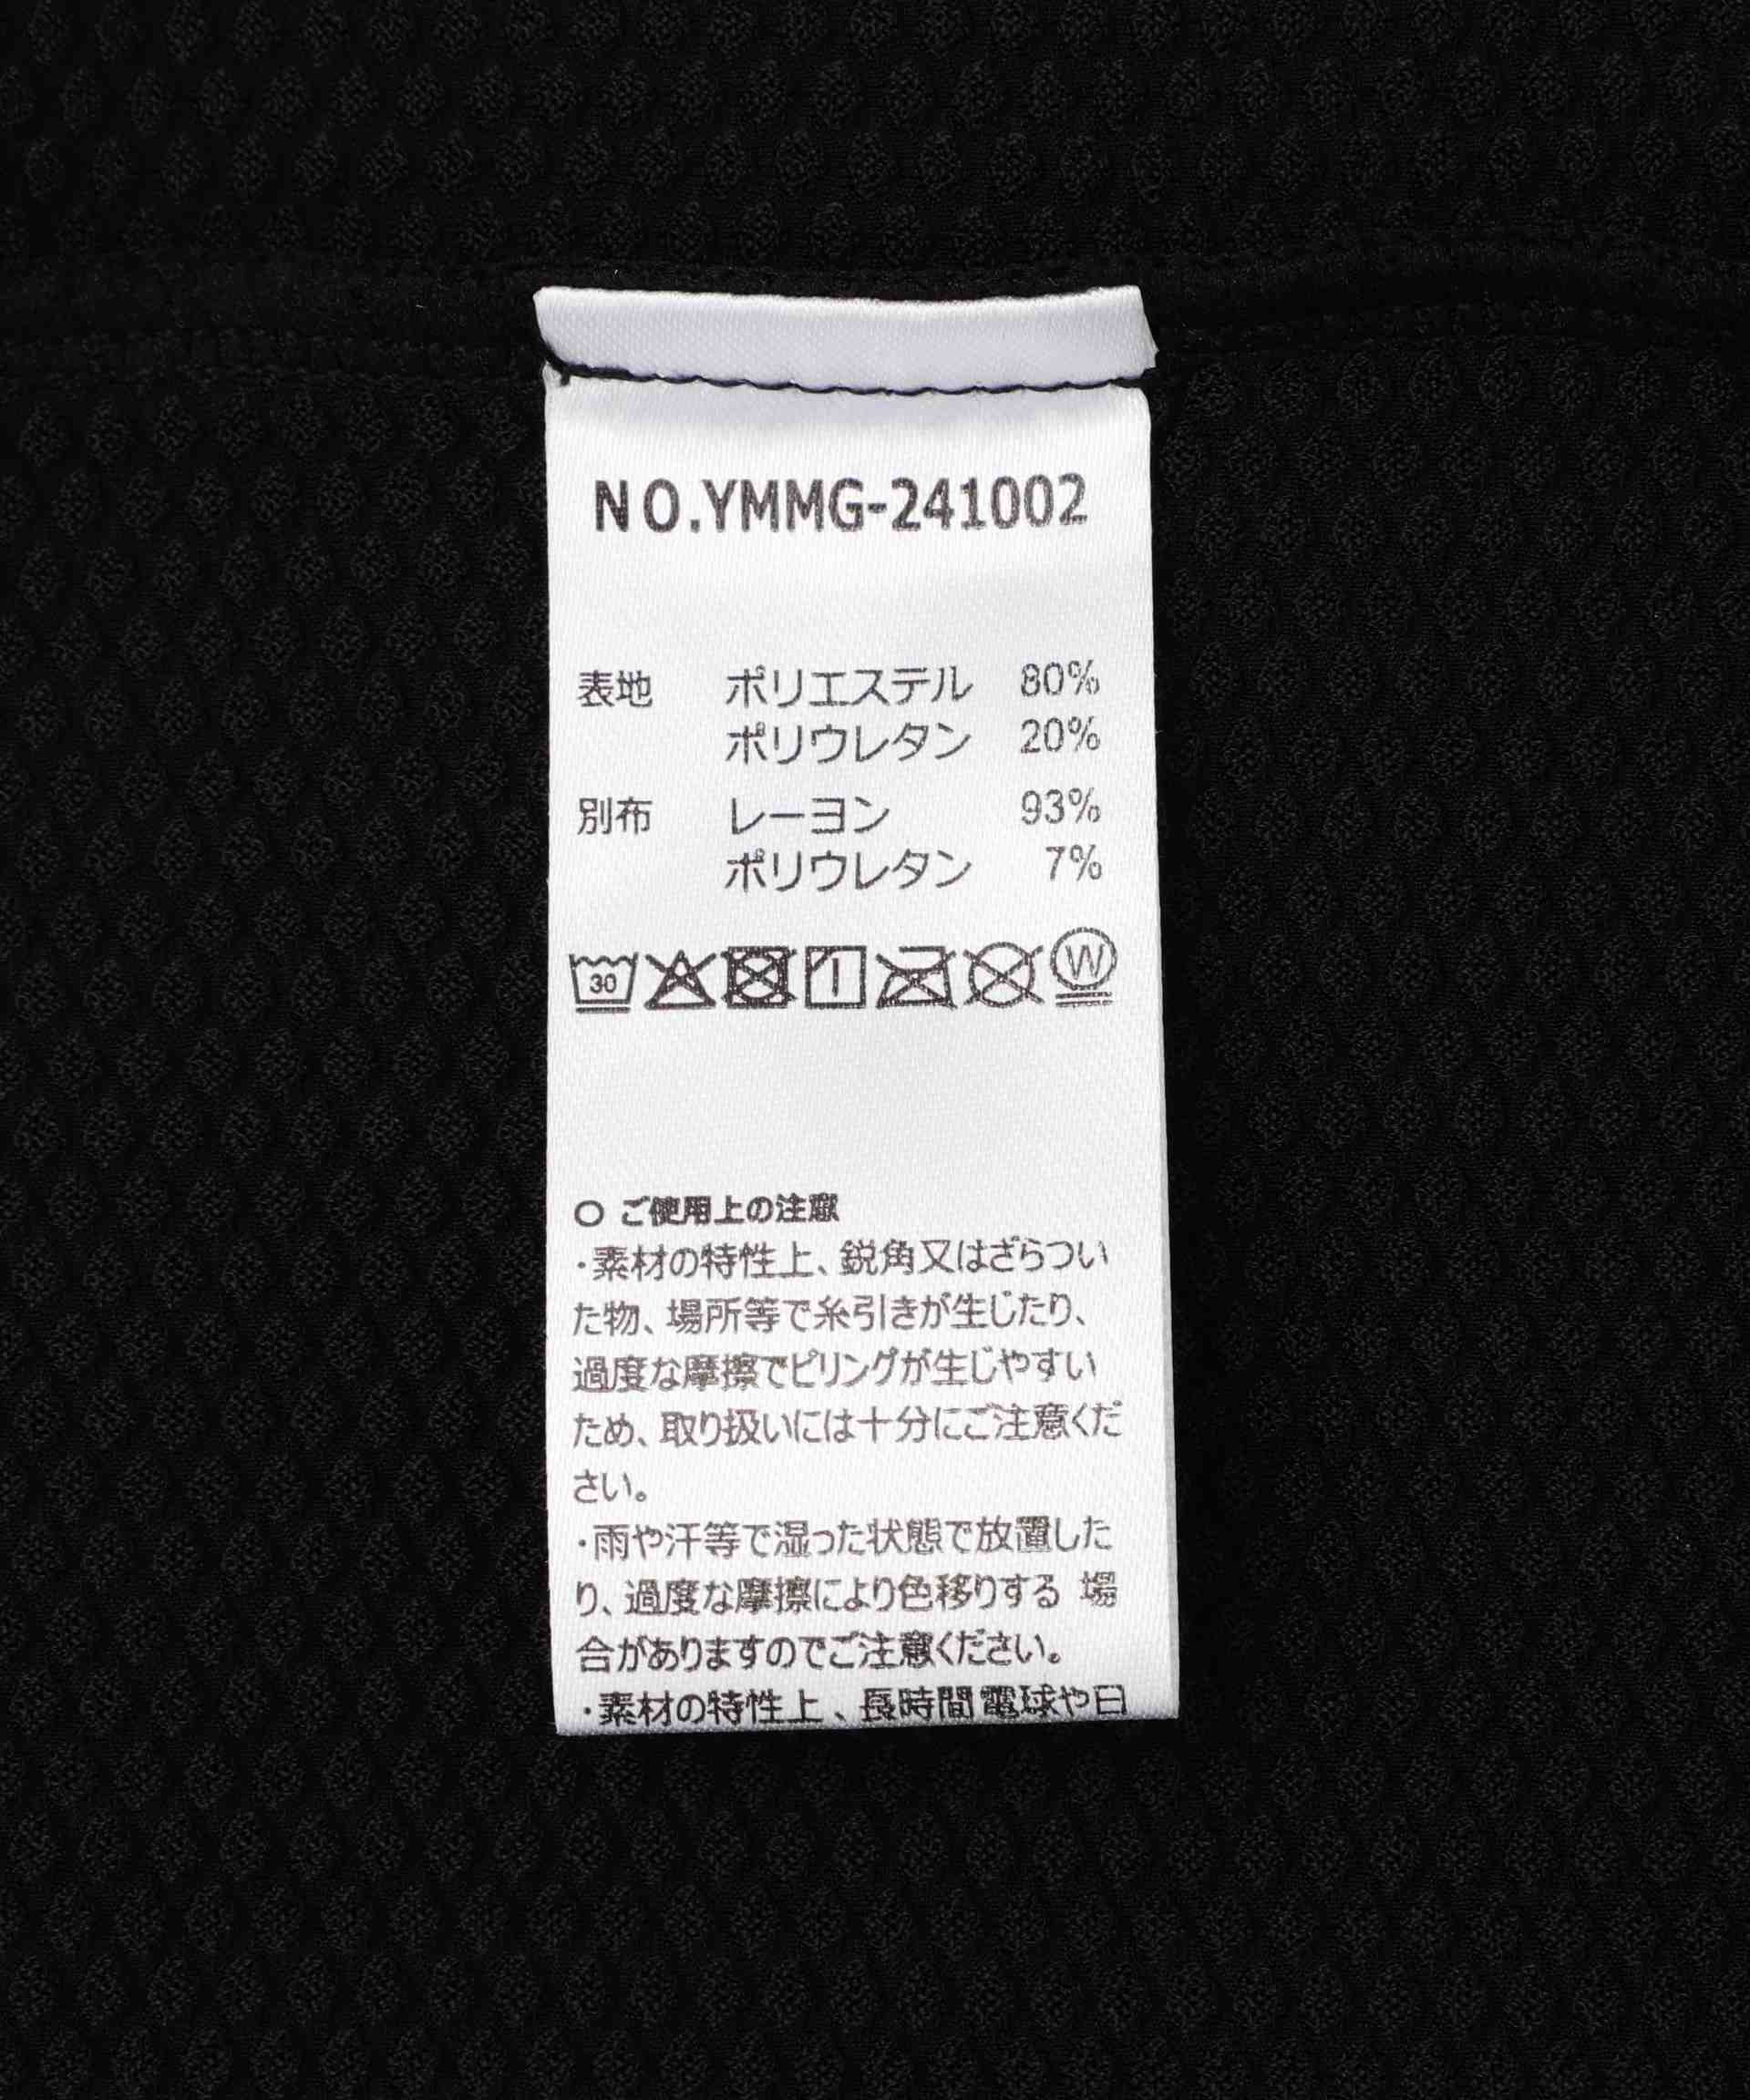 NO.YMMG-241002
表地 ポリエステル 80%
ポリウレタン 20%
別布 レーヨン 93%
ポリウレタン 7%
30 W
○ ご使用上の注意
・素材の特性上、鋭角又はざらつい
た物、場所等で糸引きが生じたり、
過度な摩擦でピリングが生じやすい
ため、取り扱いには十分にご注意くだ
さい。
・雨や汗等で湿った状態で放置した
り、過度な摩擦により色移りする 場
合がありますのでご注意ください。
・素材の特性上、長時間電球や日